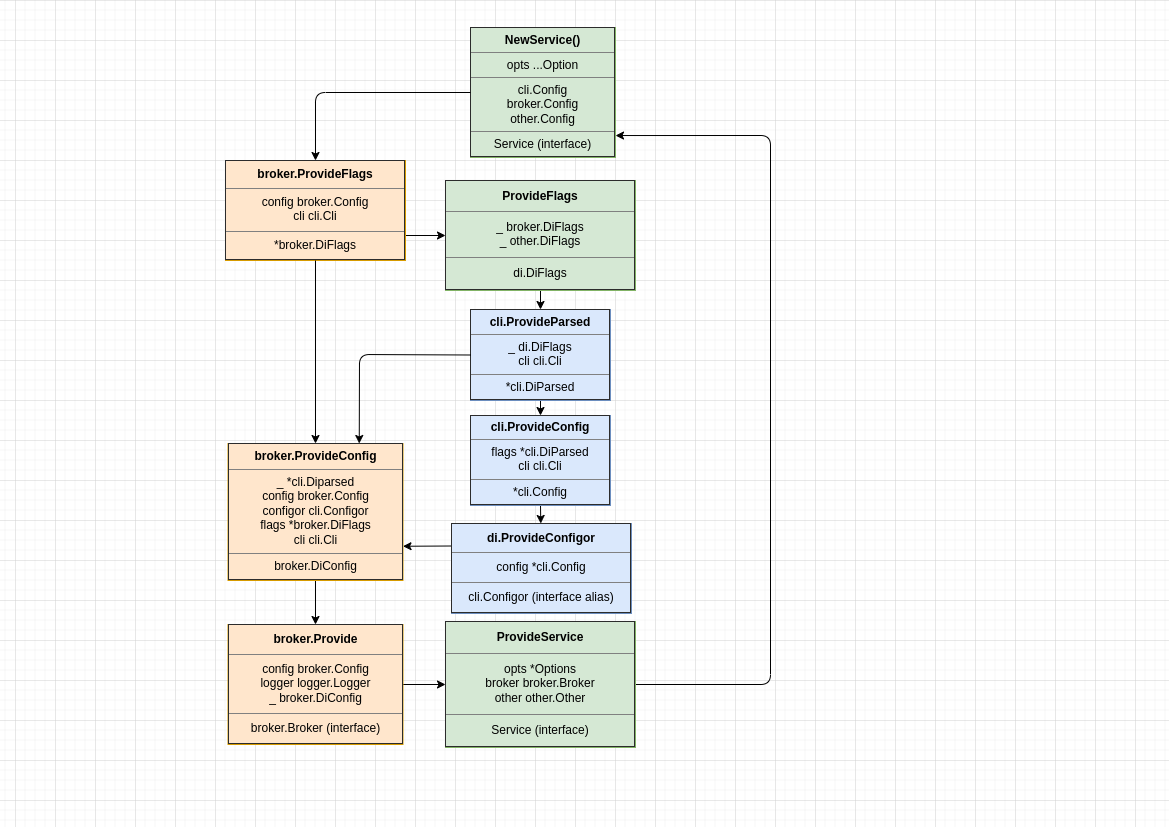 NewService()
opts ...Option
cli.Config
broker.Config
other.Config
Service (interface)
broker.ProvideFlags
config broker.Config
cli cli.Cli
*broker.DiFlags
ProvideFlags
_ broker.DiFlags
_ other.DiFlags
di.DiFlags
cli.ProvideParsed
_ di.DiFlags
cli cli.Cli
*cli.DiParsed
cli.ProvideConfig
flags *cli.DiParsed
cli cli.Cli
*cli.Config
broker.ProvideConfig
_ *cli.Diparsed
config broker.Config
configor cli.Configor
flags *broker.DiFlags
cli cli.Cli
broker.DiConfig
di.ProvideConfigor
config *cli.Config
cli.Configor (interface alias)
broker.Provide
config broker.Config
logger logger.Logger
_ broker.DiConfig
broker.Broker (interface)
ProvideService
opts *Options
broker broker.Broker
other other.Other
Service (interface)